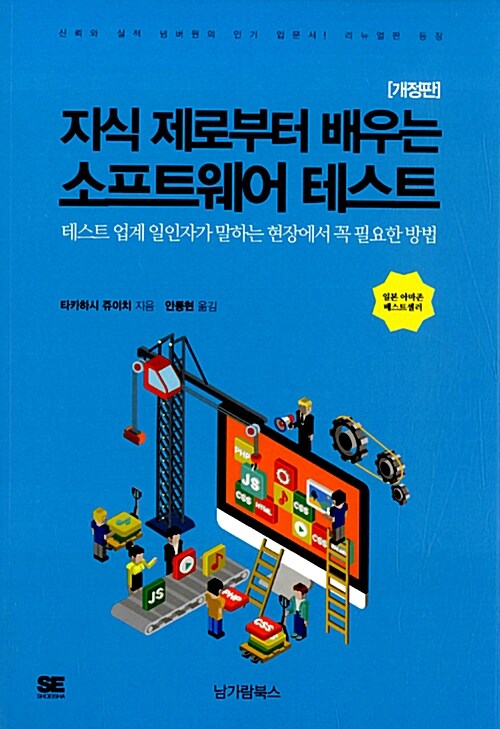 신뢰와 실적 넘버원의 인기 입문서! 리뉴얼판 등장
[개정판]
지식 제로부터 배우는
소프트웨어 테스트
테스트 업계 일인자가 말하는 현장에서 꼭 필요한 방법
타카하시 쥬이치 지음 안동현 옮김
일본 아마존
베스트셀러
PHP
JS
CSS
HTML
CSS
JS
PHP
CSS
SE
SHOEISHA
남가람북스